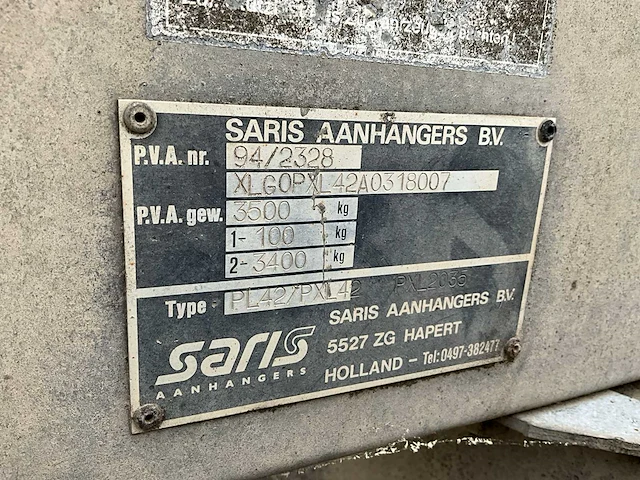 SARIS AANHANGERS B.V.
P.V.A. nr. 94/2328
XLG0PXL42A0318007
P.V.A. gew. 3500 kg
1- 100 kg
2- 3400 kg
Type - PL42/PXL42 PXL2035
SARIS AANHANGERS B.V.
5527 ZG HAPERT
HOLLAND - Tel:0497-382477
saris
AANHANGERS